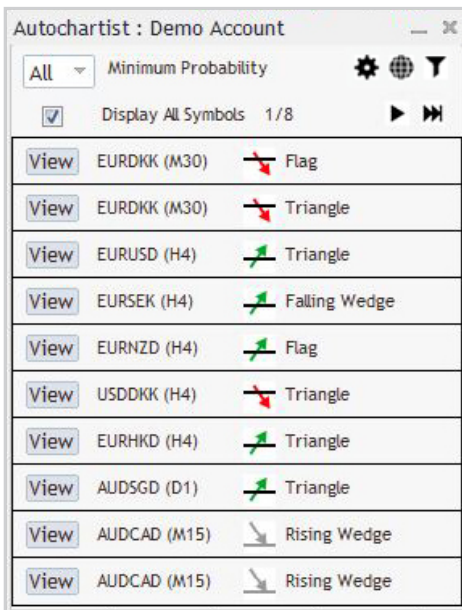 Autochartist : Demo Account
All Minimum Probability
Display All Symbols 1/8
View EURDKK (M30) Flag
View EURDKK (M30) Triangle
View EURUSD (H4) Triangle
View EURSEK (H4) Falling Wedge
View EURNZD (H4) Flag
View USDDKK (H4) Triangle
View EURHKD (H4) Triangle
View AUDSGD (D1) Triangle
View AUDCAD (M15) Rising Wedge
View AUDCAD (M15) Rising Wedge